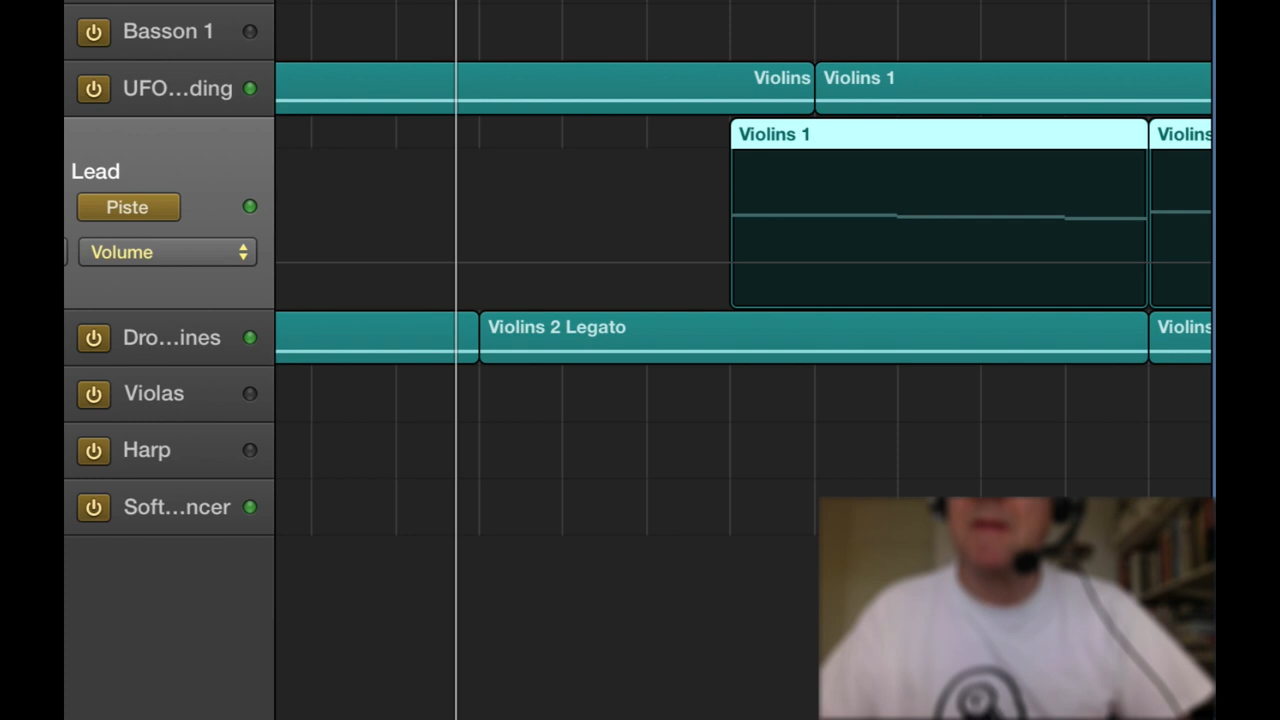 Basson 1
UFO...ding
Violins
Violins 1
Lead
Violins 1
Violins
Piste
Volume
Dro...ines
Violins 2 Legato
Violins
Violas
Harp
Soft...ncer